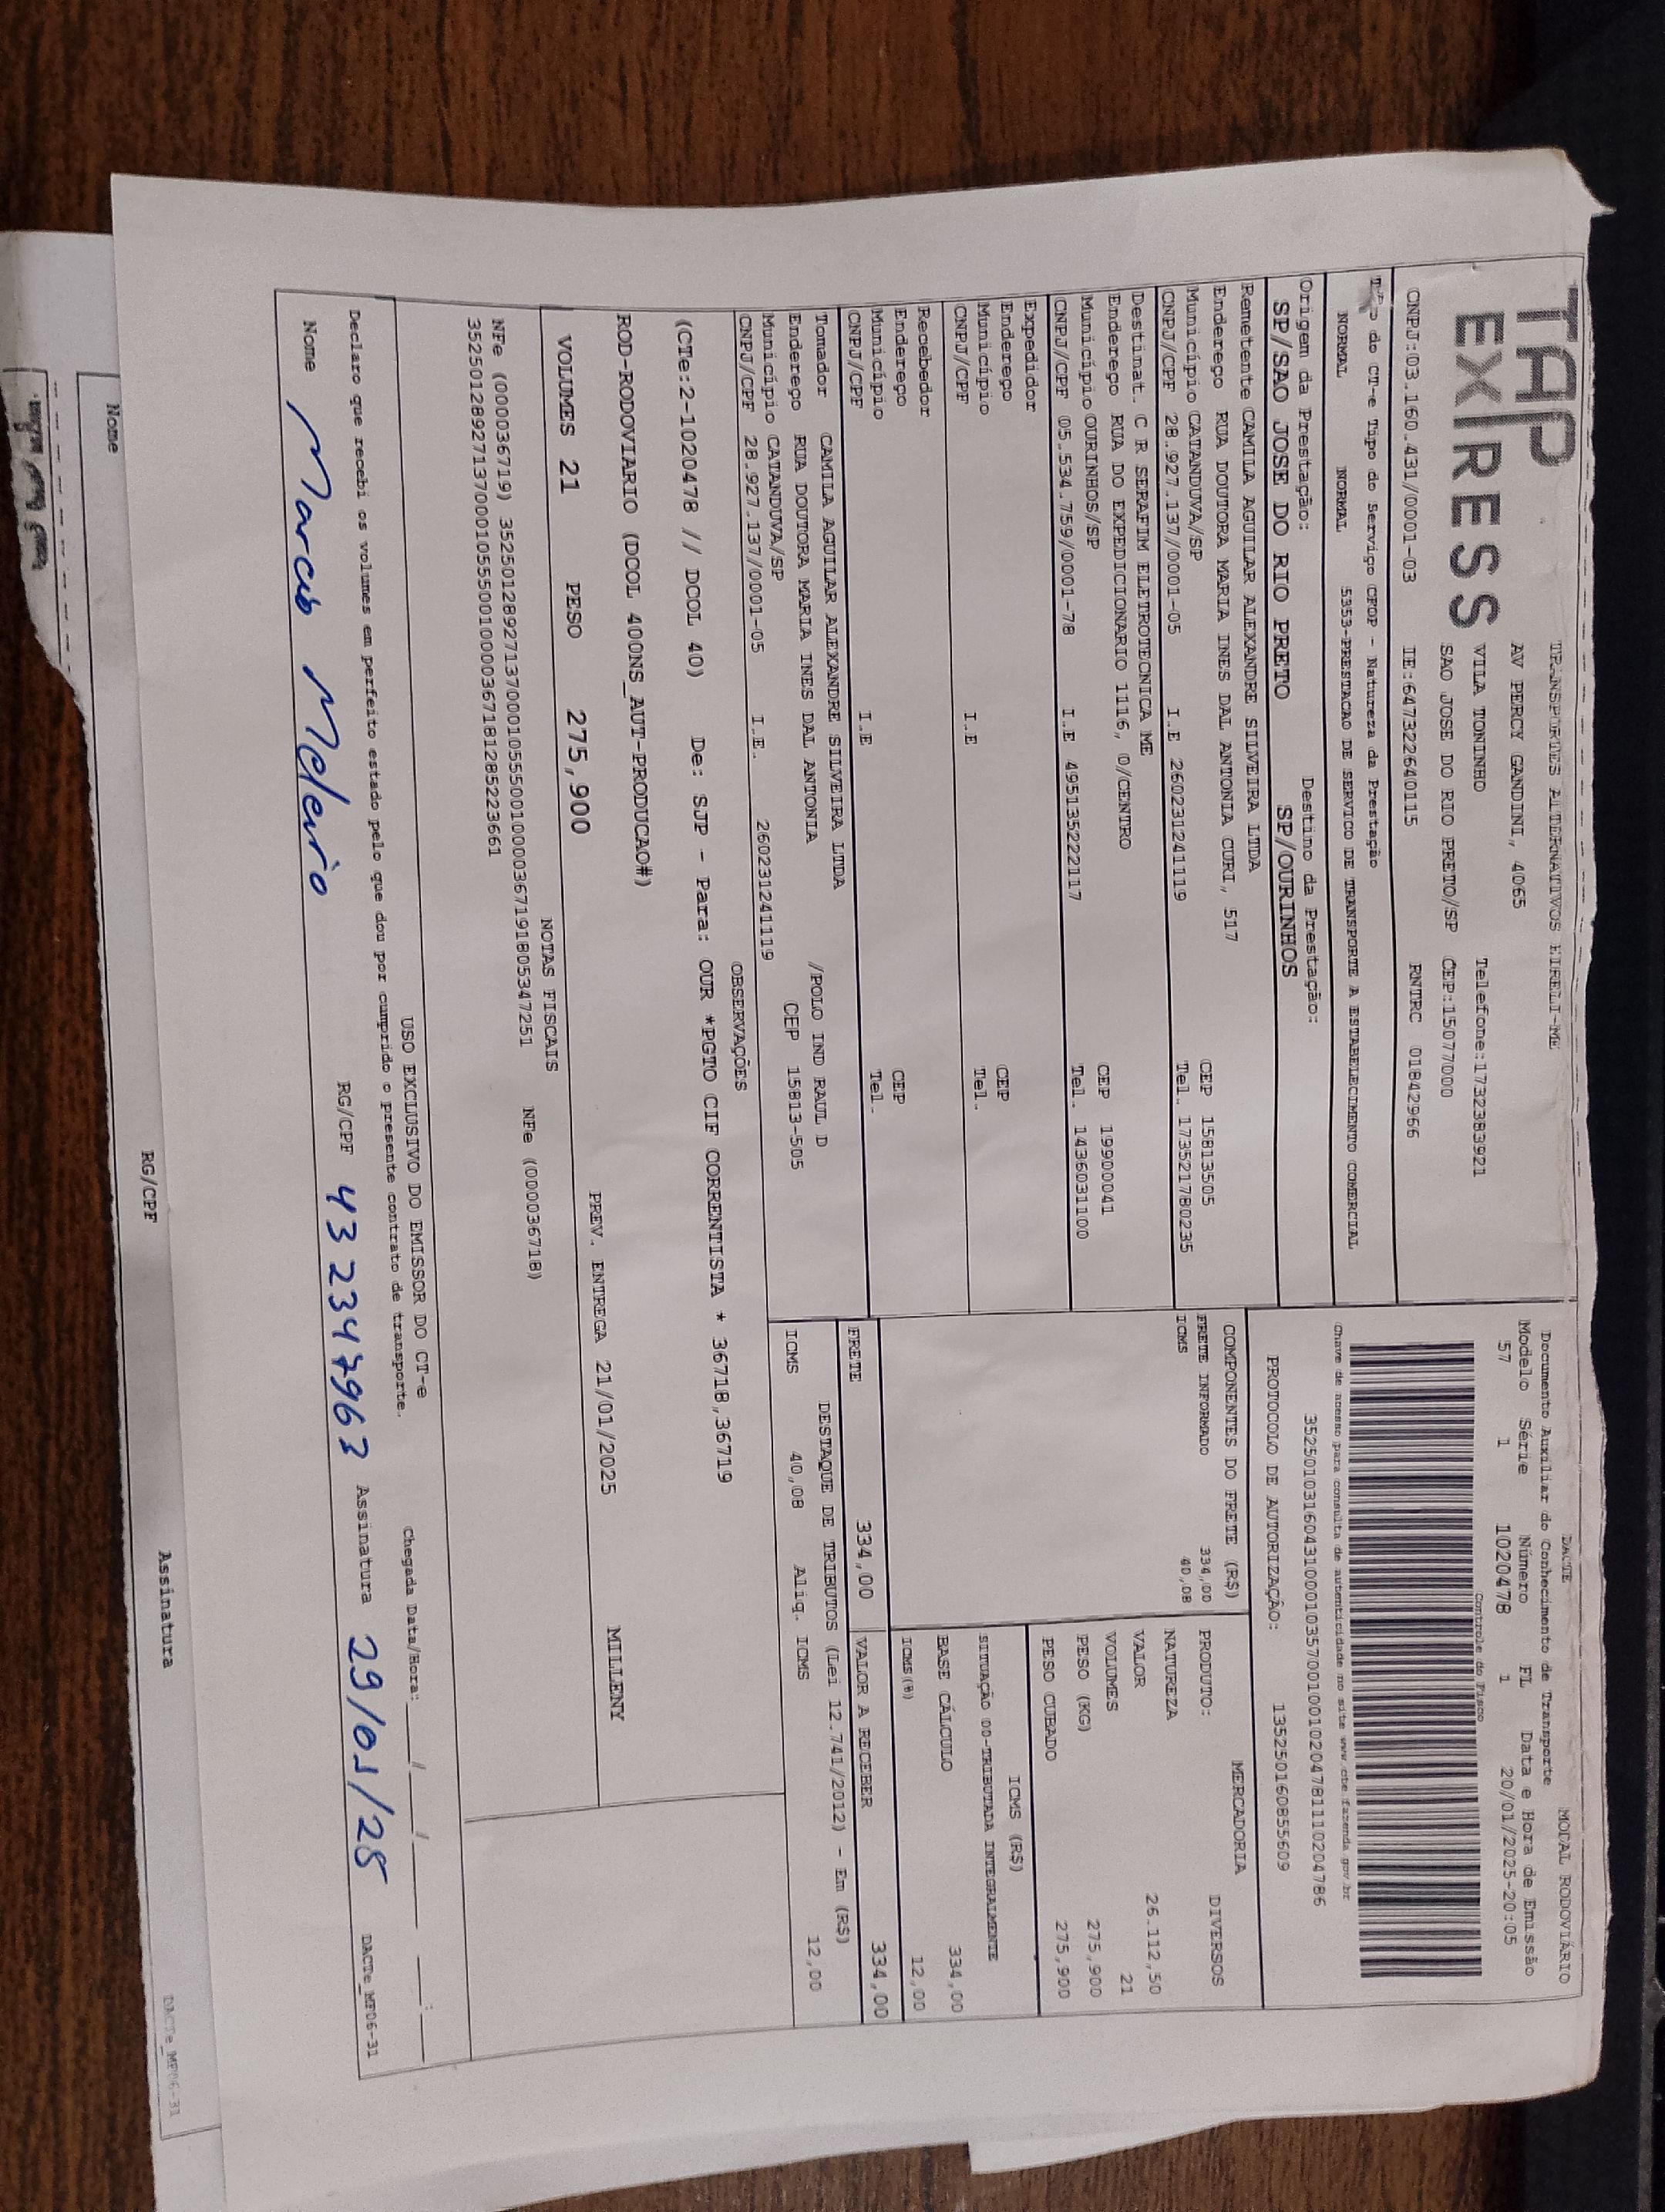 TAP
EXPRESS
TRANSPORTES ALTERNATIVOS EIRELI-ME
AV PERCY GANDINI, 4065
VILA TONINHO Telefone:1732383921
SAO JOSE DO RIO PRETO/SP CEP:15077000
CNPJ:03.160.431/0001-03 IE:647322640115 RNTRC 01842966
do CT-e Tipo do Serviço CFOP - Natureza da Prestação
NORMAL NORMAL 5353-PRESTACAO DE SERVICO DE TRANSPORTE A ESTABELECIMENTO COMERCIAL
Origem da Prestação: Destino da Prestação:
SP/SAO JOSE DO RIO PRETO SP/OURINHOS
DACTE MODAL RODOVIÁRIO
Documento Auxiliar do Conhecimento de Transporte
Modelo Série Número FL Data e Hora de Emissão
57 1 1020478 1 20/01/2025-20:05
Controle do Fisco
Chave de acesso para consulta de autenticidade no site www.cte.fazenda.gov.br
35250103160431000103570010010204781110204786
PROTOCOLO DE AUTORIZAÇÃO: 135250160855609
Remetente CAMILA AGUILAR ALEXANDRE SILVEIRA LTDA
Endereço RUA DOUTORA MARIA INES DAL ANTONIA CURI, 517
Município CATANDUVA/SP CEP 15813505
CNPJ/CPF 28.927.137/0001-05 I.E 260231241119 Tel. 173521780235
Destinat. C R SERAFIM ELETROTECNICA ME
Endereço RUA DO EXPEDICIONARIO 1116, 0/CENTRO
Município OURINHOS/SP CEP 19900041
CNPJ/CPF 05.534.759/0001-78 I.E 495135222117 Tel. 1436031100
Expedidor
Endereço
Município CEP
CNPJ/CPF I.E Tel.
Recebedor
Endereço
Município CEP
CNPJ/CPF I.E Tel.
Tomador CAMILA AGUILAR ALEXANDRE SILVEIRA LTDA
Endereço RUA DOUTORA MARIA INES DAL ANTONIA /POLO IND RAUL D
Município CATANDUVA/SP CEP 15813-505
CNPJ/CPF 28.927.137/0001-05 I.E. 260231241119
COMPONENTES DO FRETE (R$)
FRETE INFORMADO 334,00
ICMS 40,08
MERCADORIA
PRODUTO: DIVERSOS
NATUREZA
VALOR 26.112,50
VOLUMES 21
PESO (KG) 275,900
PESO CUBADO 275,900
ICMS (R$)
SITUAÇÃO 00-TRIBUTADA INTEGRALMENTE
BASE CÁLCULO 334,00
ICMS(%) 12,00
FRETE 334,00 VALOR A RECEBER 334,00
DESTAQUE DE TRIBUTOS (Lei 12.741/2012) - Em (R$)
ICMS 40,08 Aliq. ICMS 12,00
OBSERVAÇÕES
(CTe:2-1020478 // DCOL 40) De: SJP - Para: OUR *PGTO CIF CORRENTISTA * 36718,36719
ROD-RODOVIARIO (DCOL 400NS_AUT-PRODUCAO#)
VOLUMES 21 PESO 275,900 PREV. ENTREGA 21/01/2025 MILLENY
NOTAS FISCAIS
NFe (000036719) 35250128927137000105550010000367191805347251 NFe (000036718)
35250128927137000105550010000367181285223661
USO EXCLUSIVO DO EMISSOR DO CT-e
Chegada Data/Hora: ____/____/____ ____:____
Declaro que recebi os volumes em perfeito estado pelo que dou por cumprido o presente contrato de transporte.
Nome Marcos Meleiro RG/CPF 432347963 Assinatura 29/01/25
DACTe_MF06-31
Nome RG/CPF Assinatura
DACTe_MF06-31